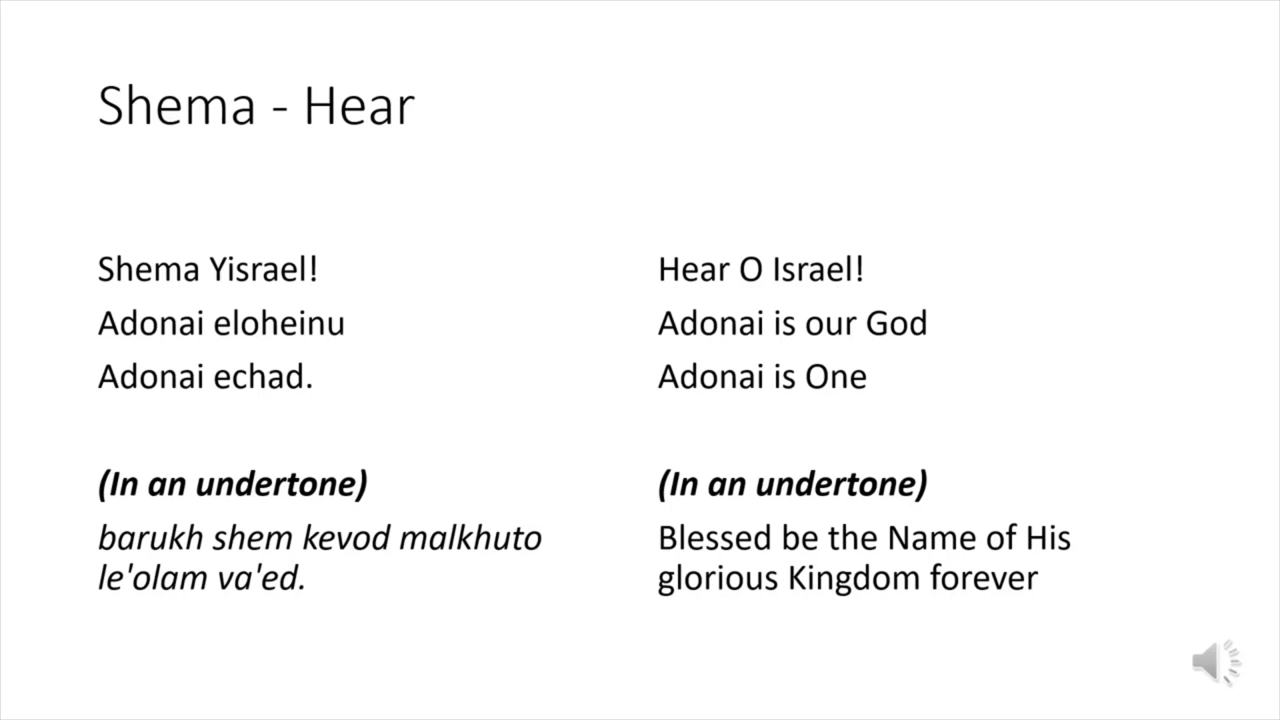 Shema - Hear
Shema Yisrael!
Adonai eloheinu
Adonai echad.
(In an undertone)
barukh shem kevod malkhuto
le'olam va'ed.
Hear O Israel!
Adonai is our God
Adonai is One
(In an undertone)
Blessed be the Name of His
glorious Kingdom forever